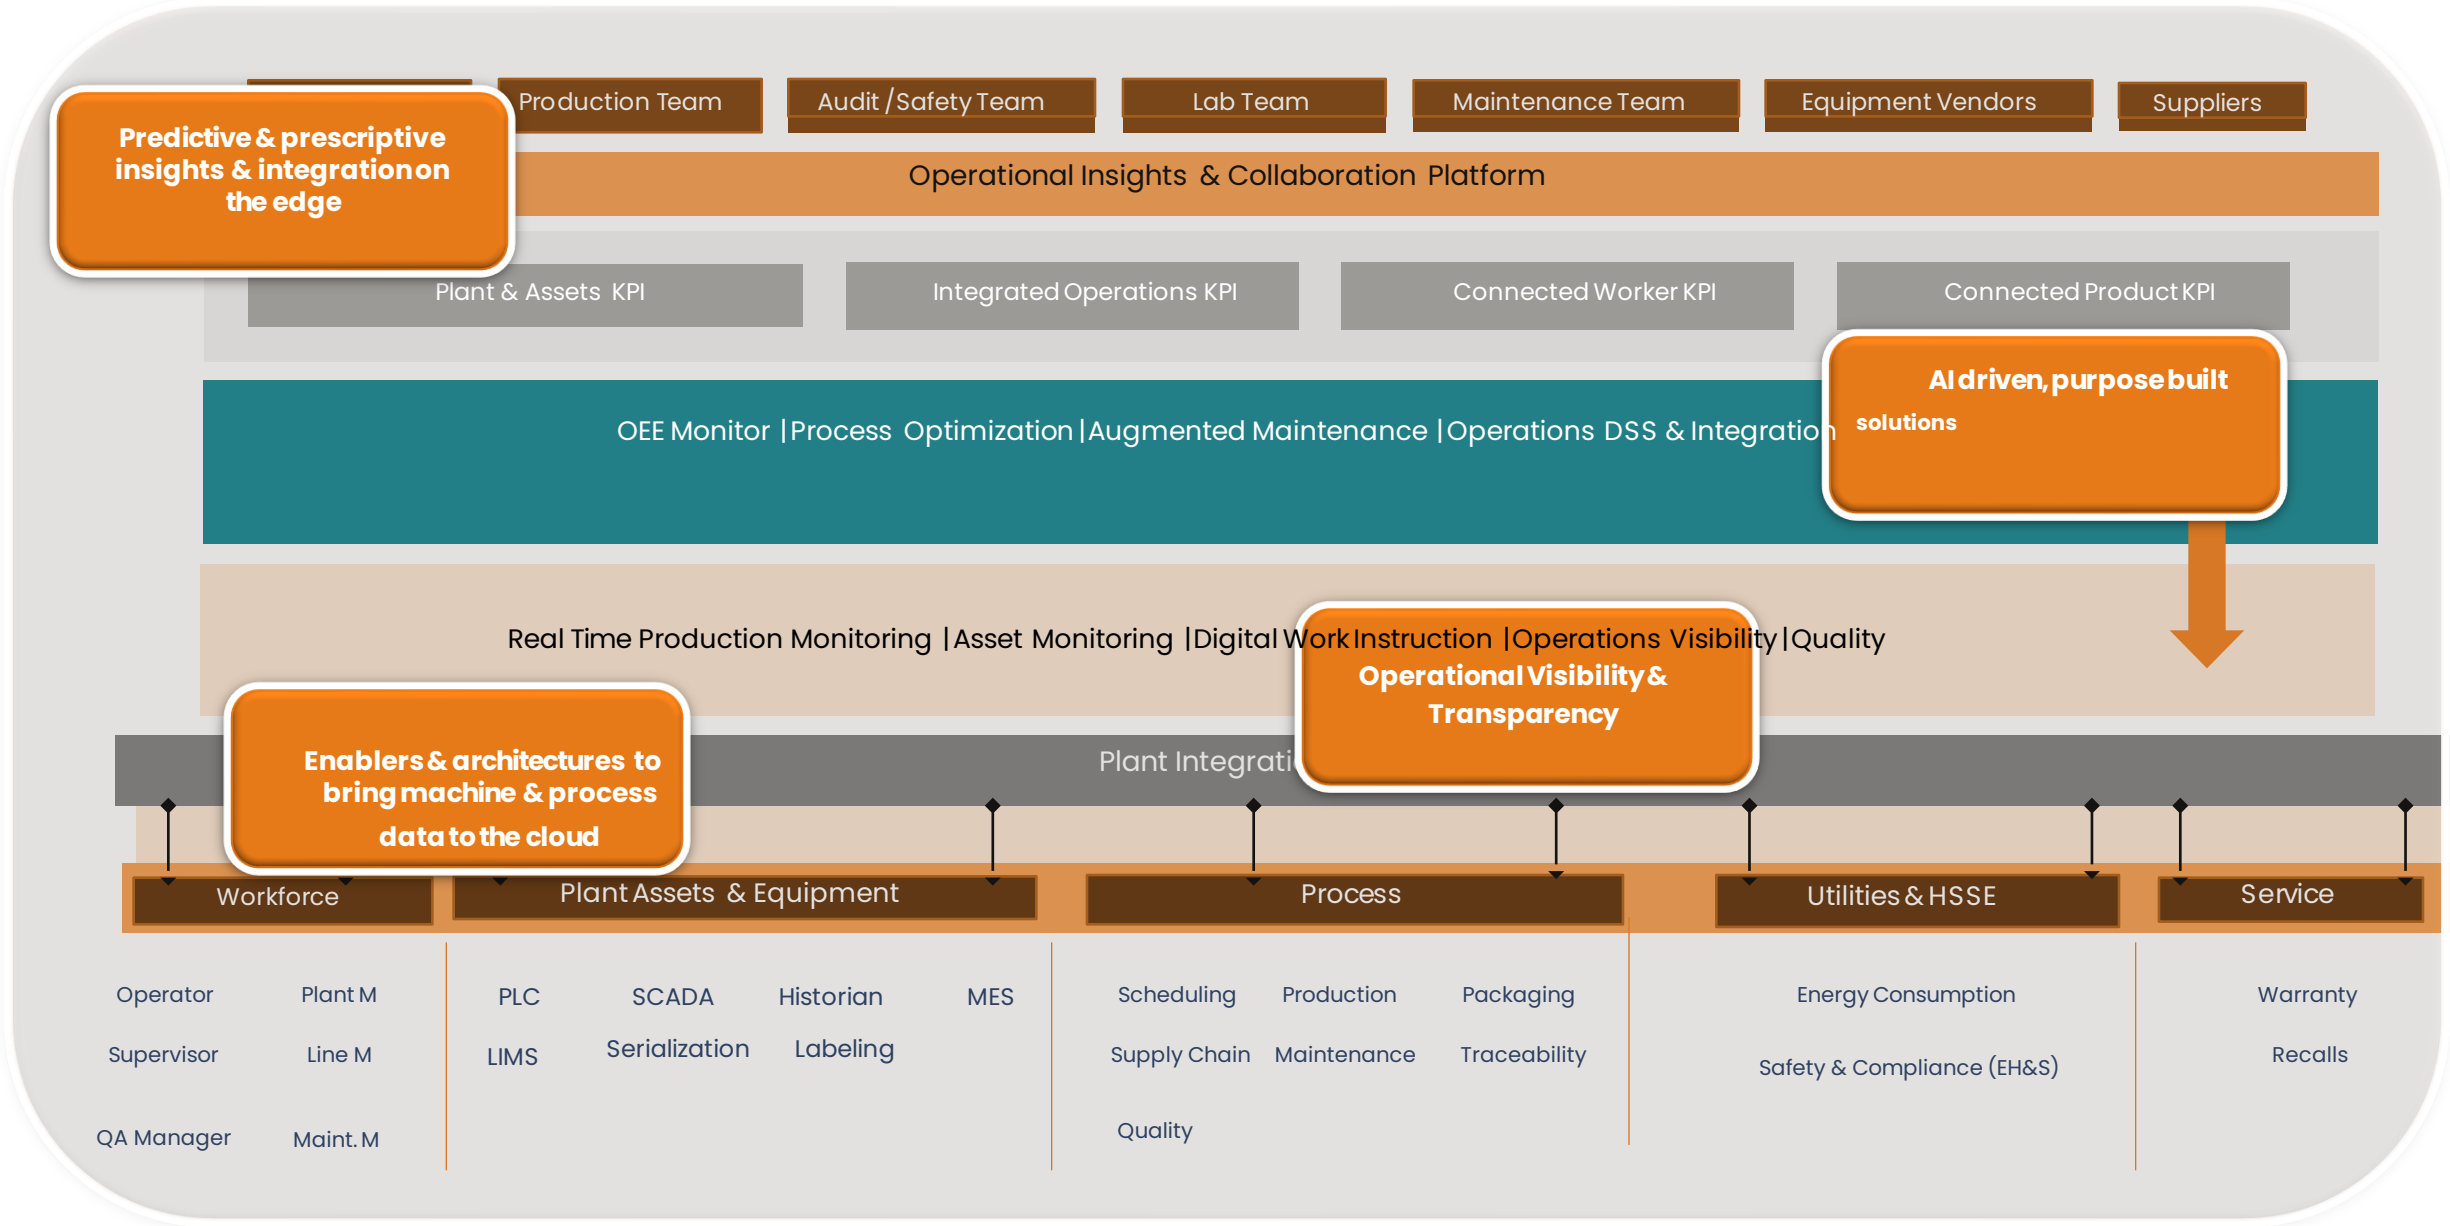 Production Team
Audit /Safety Team
Lab Team
Maintenance Team
Equipment Vendors
Suppliers
Predictive & prescriptive
insights & integration on
the edge
Operational Insights & Collaboration Platform
Plant & Assets KPI
Integrated Operations KPI
Connected Worker KPI
Connected Product KPI
OEE Monitor |Process Optimization |Augmented Maintenance |Operations DSS & Integration
AI driven, purpose built
solutions
Real Time Production Monitoring |Asset Monitoring |Digital Work Instruction |Operations Visibility |Quality
Operational Visibility &
Transparency
Enablers & architectures to
bring machine & process
data to the cloud
Plant
Workforce
Plant Assets & Equipment
Process
Utilities & HSSE
Service
Operator
Plant M
PLC
SCADA
Historian
MES
Scheduling
Production
Packaging
Energy Consumption
Warranty
Supervisor
Line M
LIMS
Serialization
Labeling
Supply Chain
Maintenance
Traceability
Safety & Compliance (EH&S)
Recalls
QA Manager
Maint. M
Quality